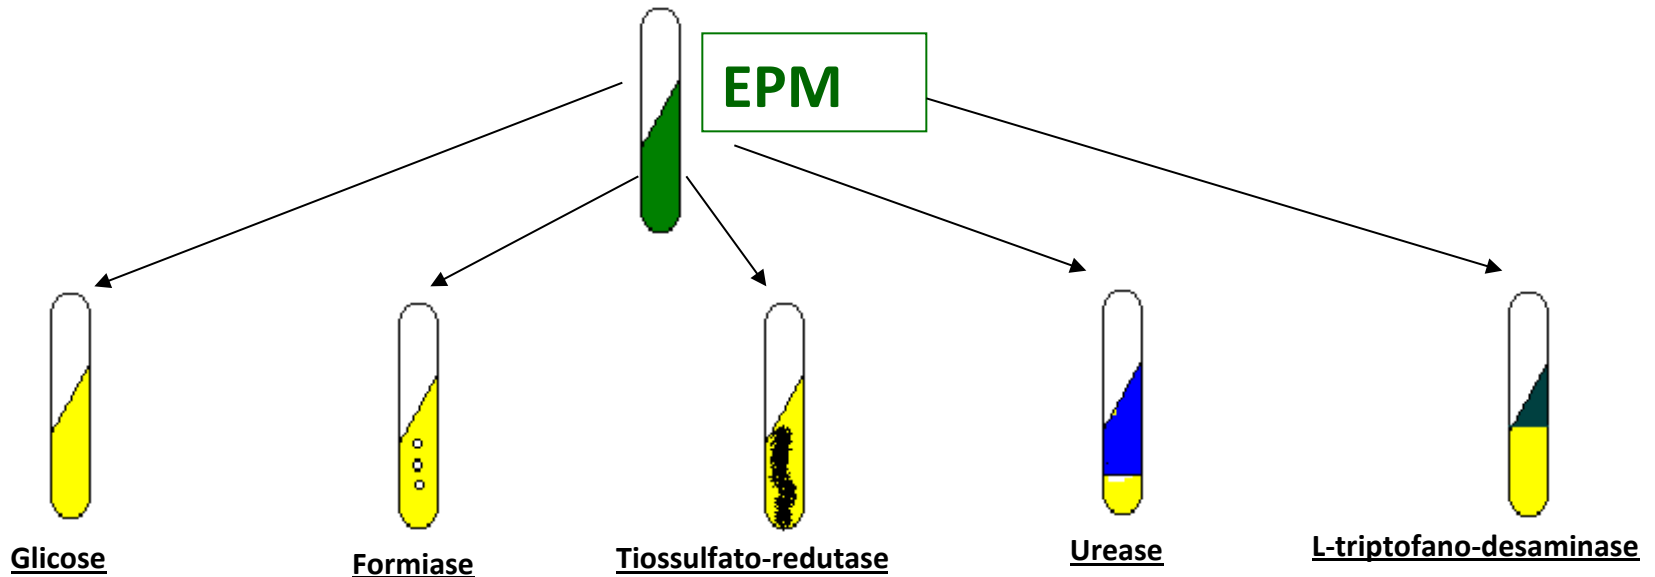 EPM
Glicose
Formiase
Tiossulfato-redutase
Urease
L-triptofano-desaminase